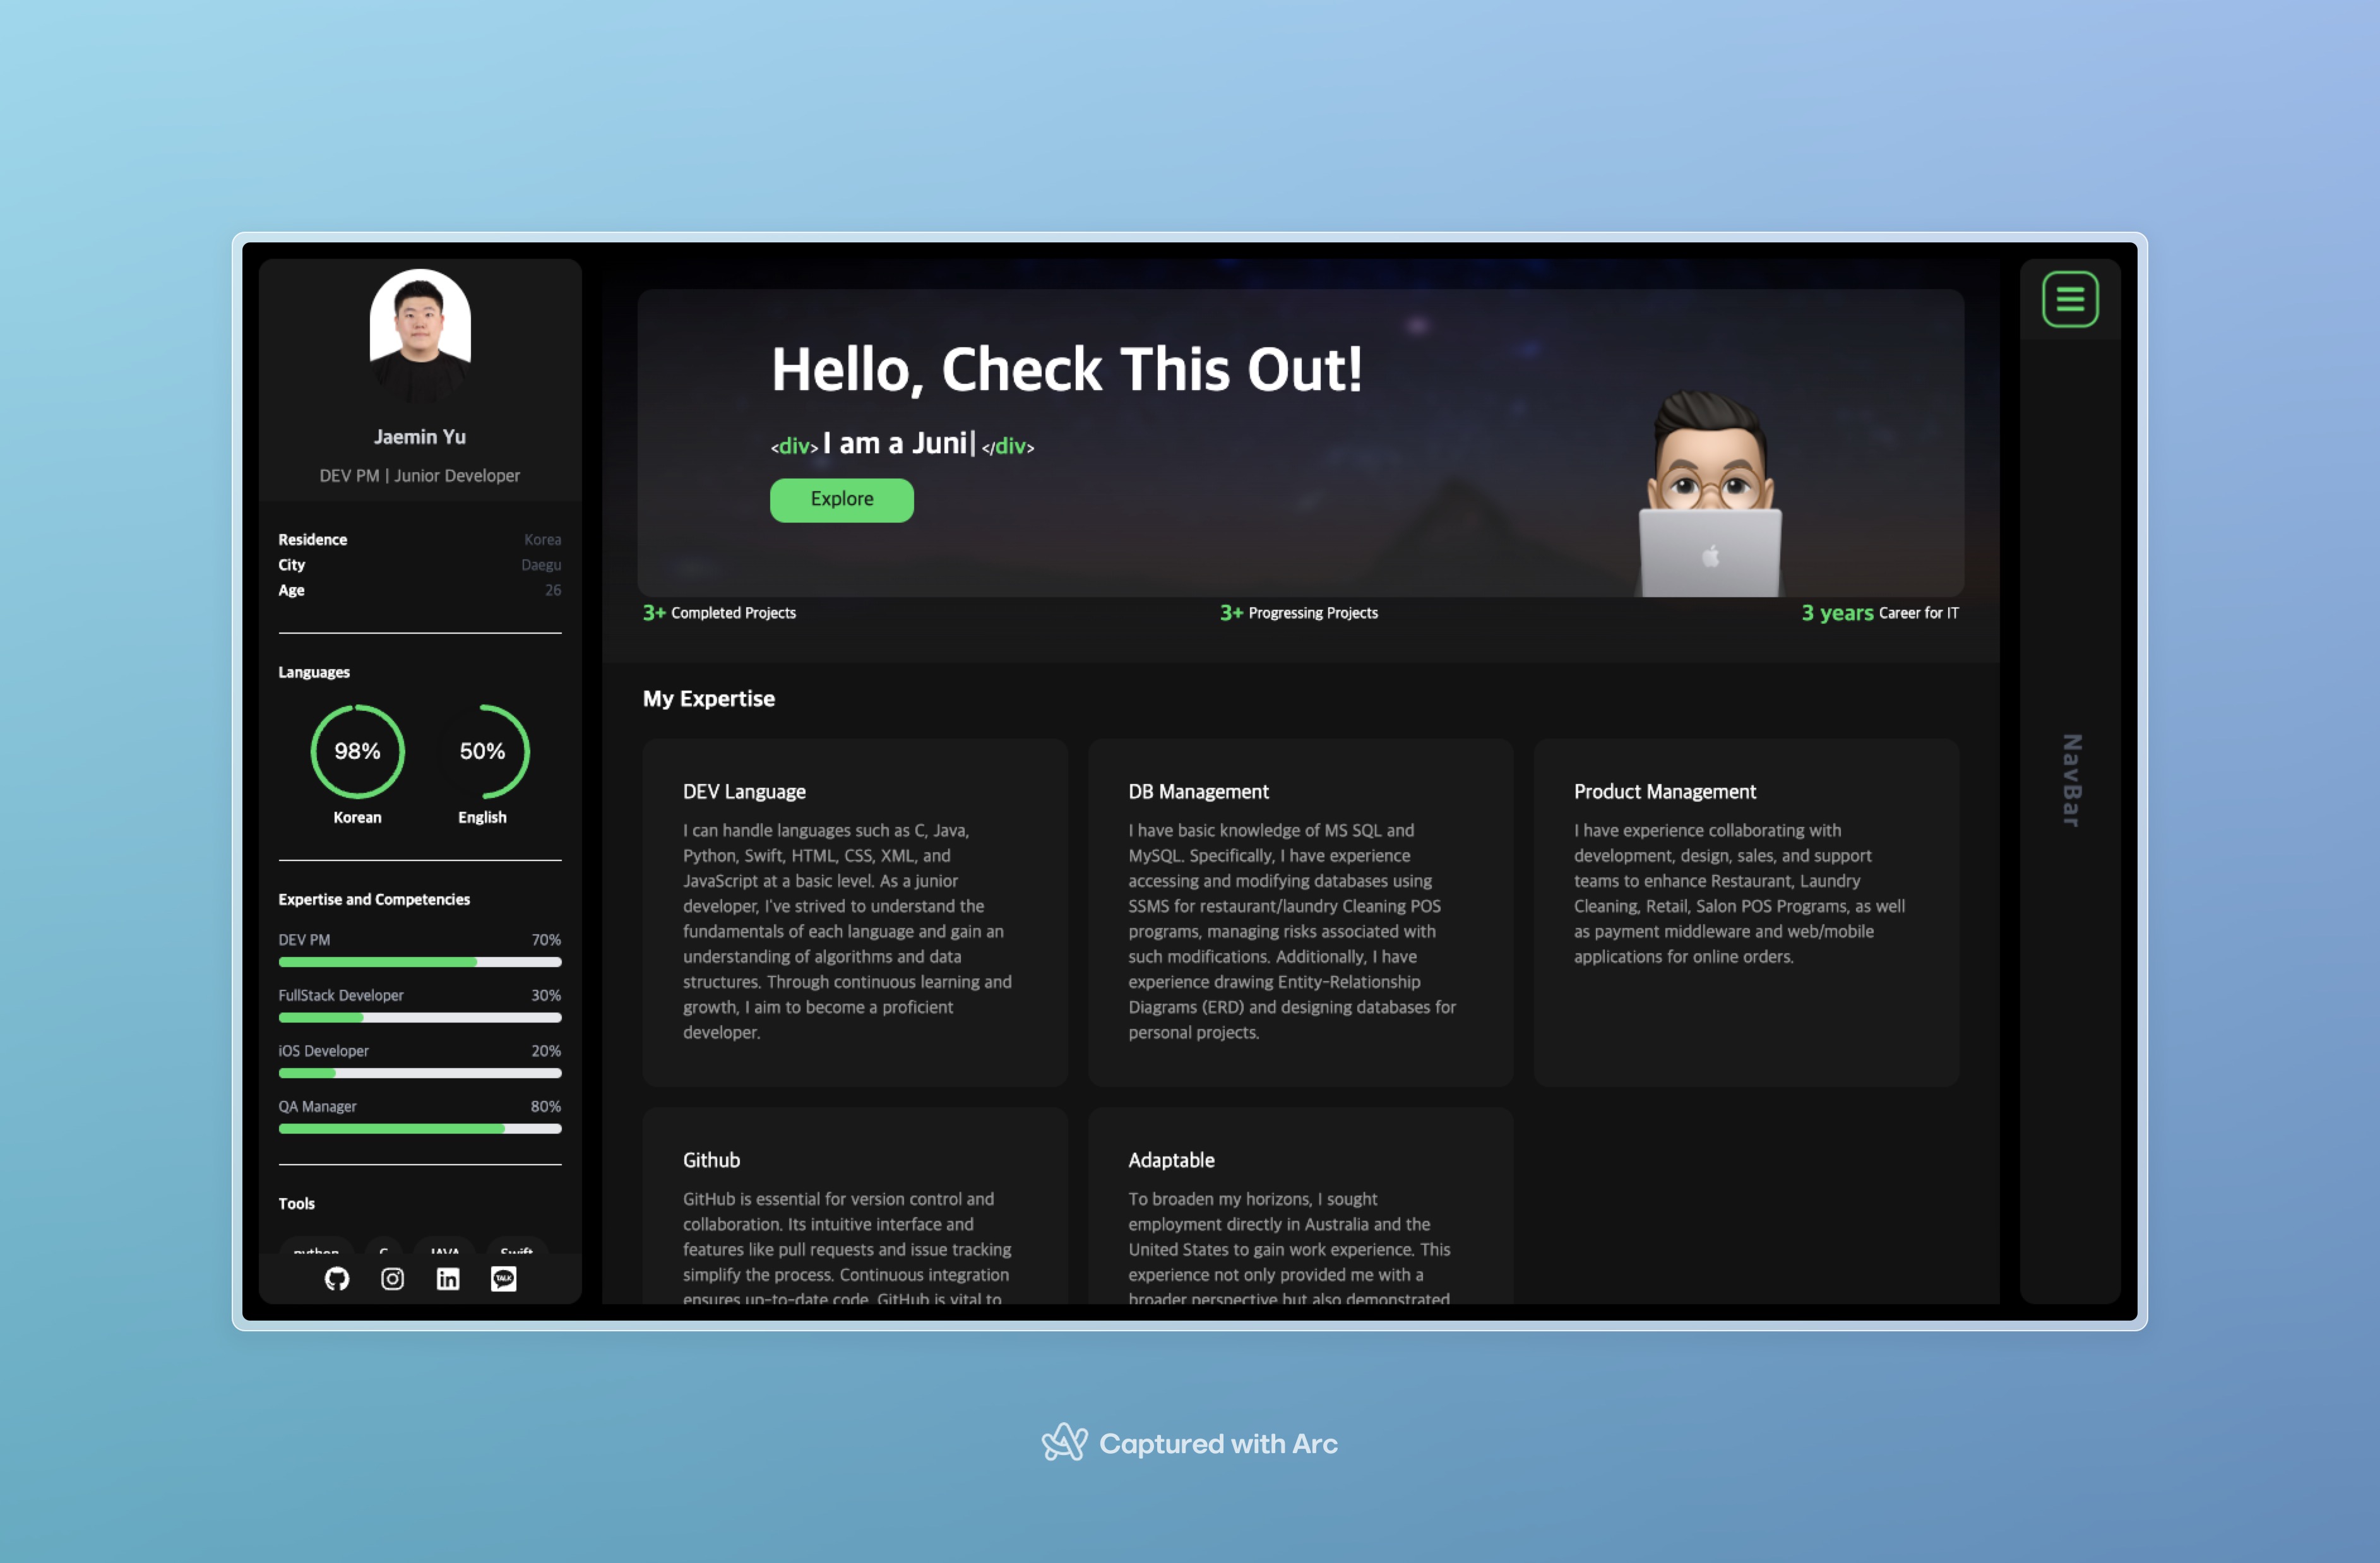 Jaemin Yu
DEV PM | Junior Developer
Residence Korea
City Daegu
Age 26
Languages
98% 50%
Korean English
Expertise and Competencies
DEV PM 70%
FullStack Developer 30%
iOS Developer 20%
QA Manager 80%
Tools
python C JAVA Swift
TALK
Hello, Check This Out!
<div> I am a Juni| </div>
Explore
3+ Completed Projects 3+ Progressing Projects 3 years Career for IT
My Expertise
DEV Language
I can handle languages such as C, Java,
Python, Swift, HTML, CSS, XML, and
JavaScript at a basic level. As a junior
developer, I've strived to understand the
fundamentals of each language and gain an
understanding of algorithms and data
structures. Through continuous learning and
growth, I aim to become a proficient
developer.
DB Management
I have basic knowledge of MS SQL and
MySQL. Specifically, I have experience
accessing and modifying databases using
SSMS for restaurant/laundry Cleaning POS
programs, managing risks associated with
such modifications. Additionally, I have
experience drawing Entity-Relationship
Diagrams (ERD) and designing databases for
personal projects.
Product Management
I have experience collaborating with
development, design, sales, and support
teams to enhance Restaurant, Laundry
Cleaning, Retail, Salon POS Programs, as well
as payment middleware and web/mobile
applications for online orders.
Github
GitHub is essential for version control and
collaboration. Its intuitive interface and
features like pull requests and issue tracking
simplify the process. Continuous integration
ensures up-to-date code. GitHub is vital to
Adaptable
To broaden my horizons, I sought
employment directly in Australia and the
United States to gain work experience. This
experience not only provided me with a
broader perspective but also demonstrated
NavBar
Captured with Arc